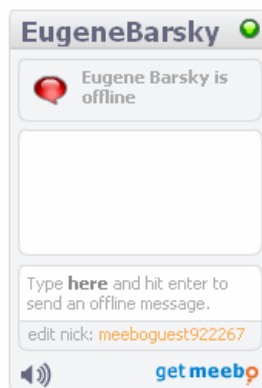 EugeneBarsky
Eugene Barsky is
offline
Type here and hit enter to
send an offline message.
edit nick: meeboguest922267
get meebo